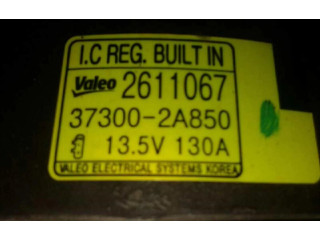 I.C REG. BUILT IN
Valeo 2611067
37300-2A850
13.5V 130A
VALEO ELECTRICAL SYSTEMS KOREA